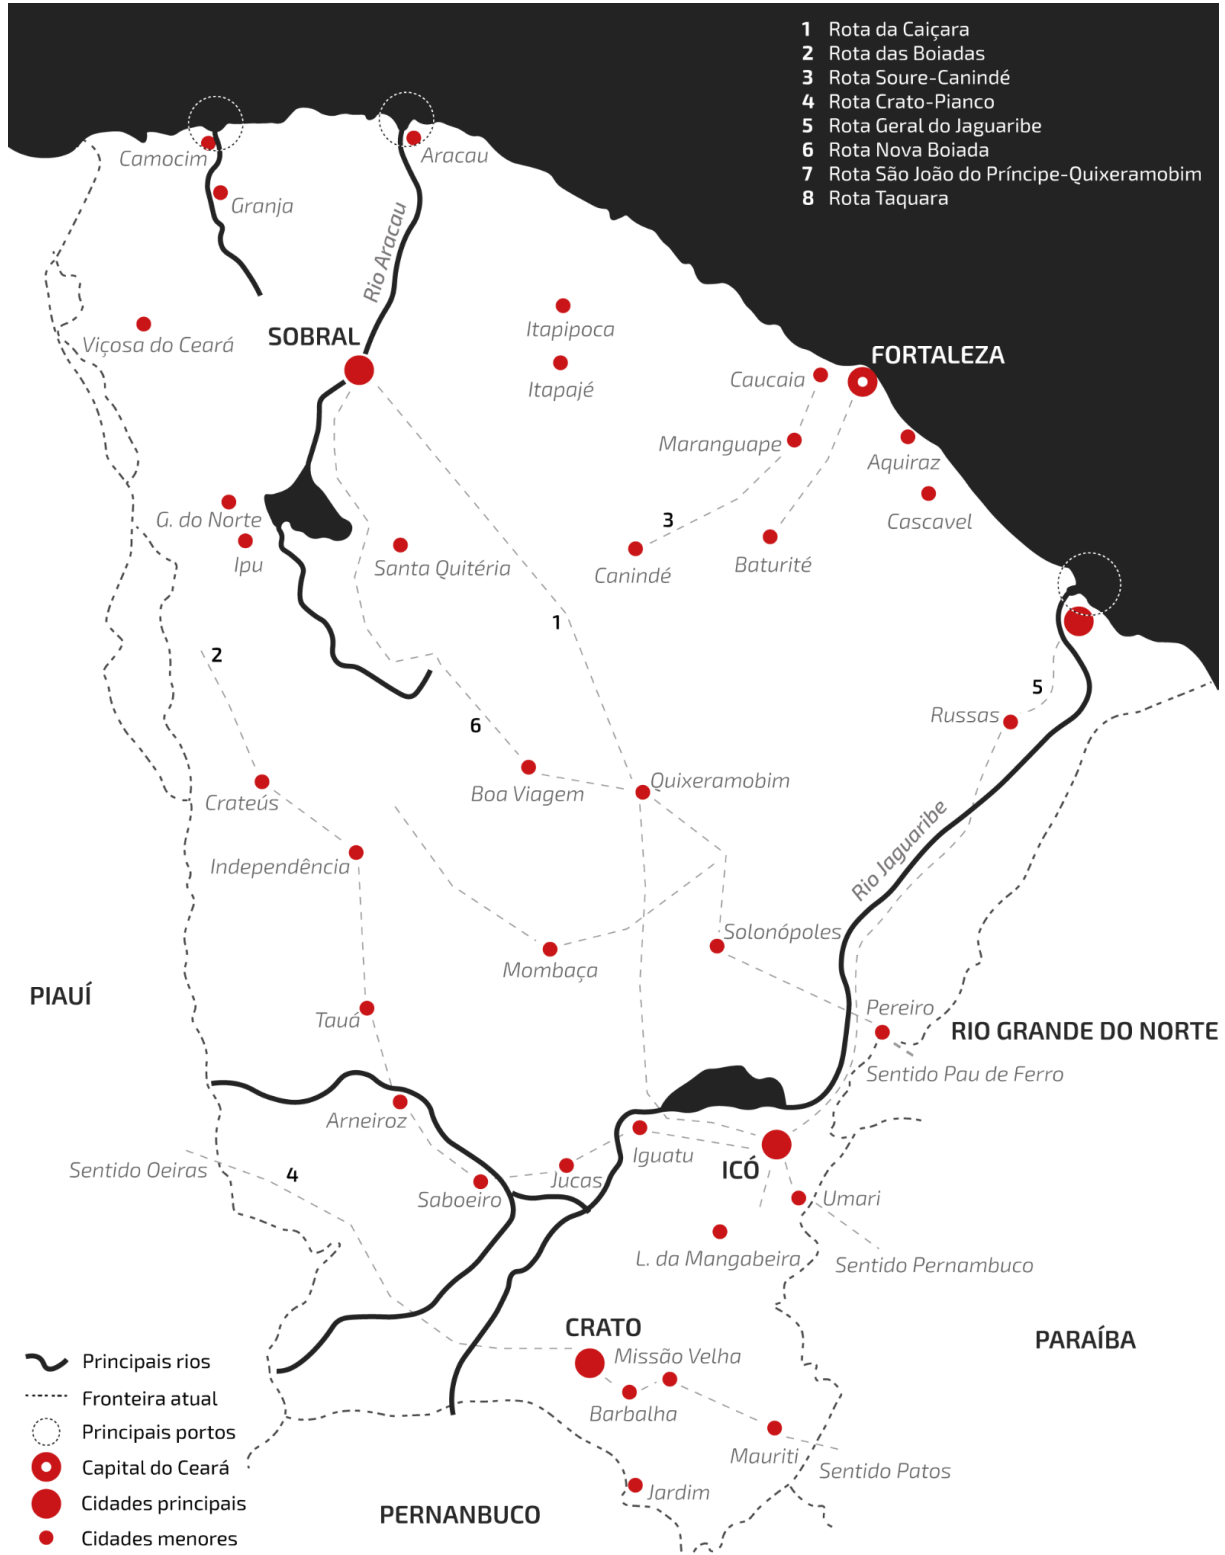 1 Rota da Caiçara
2 Rota das Boiadas
3 Rota Soure-Canindé
4 Rota Crato-Pianco
5 Rota Geral do Jaguaribe
6 Rota Nova Boiada
7 Rota São João do Príncipe-Quixeramobim
8 Rota Taquara
Camocim
Aracau
Granja
Rio Aracau
Itapipoca
SOBRAL
Viçosa do Ceará
FORTALEZA
Itapajé
Caucaia
Maranguape
Aquiraz
G. do Norte
3
Cascavel
Ipu
Santa Quitéria
Canindé
Baturité
1
2
5
6
Russas
Quixeramobim
Boa Viagem
Crateús
Rio Jaguaribe
Independência
Solonópoles
Mombaça
PIAUÍ
Pereiro
Tauá
RIO GRANDE DO NORTE
Sentido Pau de Ferro
Arneiroz
Iguatu
Sentido Oeiras
4
ICÓ
Jucas
Saboeiro
Umari
L. da Mangabeira
Sentido Pernambuco
CRATO
PARAÍBA
Missão Velha
Barbalha
Mauriti
Sentido Patos
Jardim
PERNANBUCO
Principais rios
Fronteira atual
Principais portos
Capital do Ceará
Cidades principais
Cidades menores